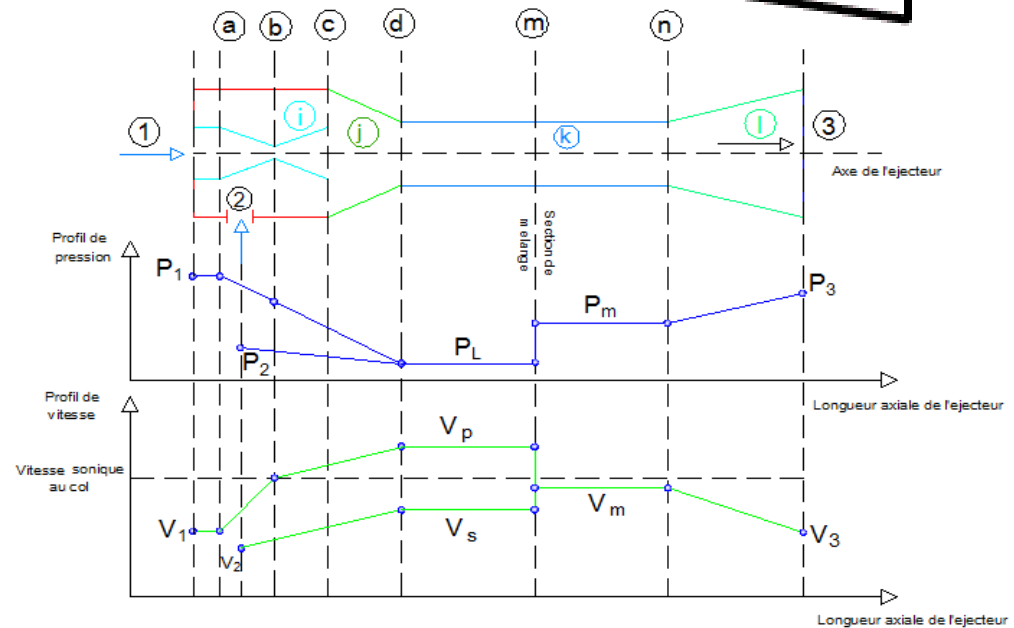 a b c d m n
1
i
j
k
l
3
Axe de l'ejecteur
2
Section de
melange
Profil de
pression
P1
P2
PL
Pm
P3
Longueur axiale de l'ejecteur
Profil de
vitesse
Vitesse sonique
au col
Vp
V1
V2
Vs
Vm
V3
Longueur axiale de l'ejecteur